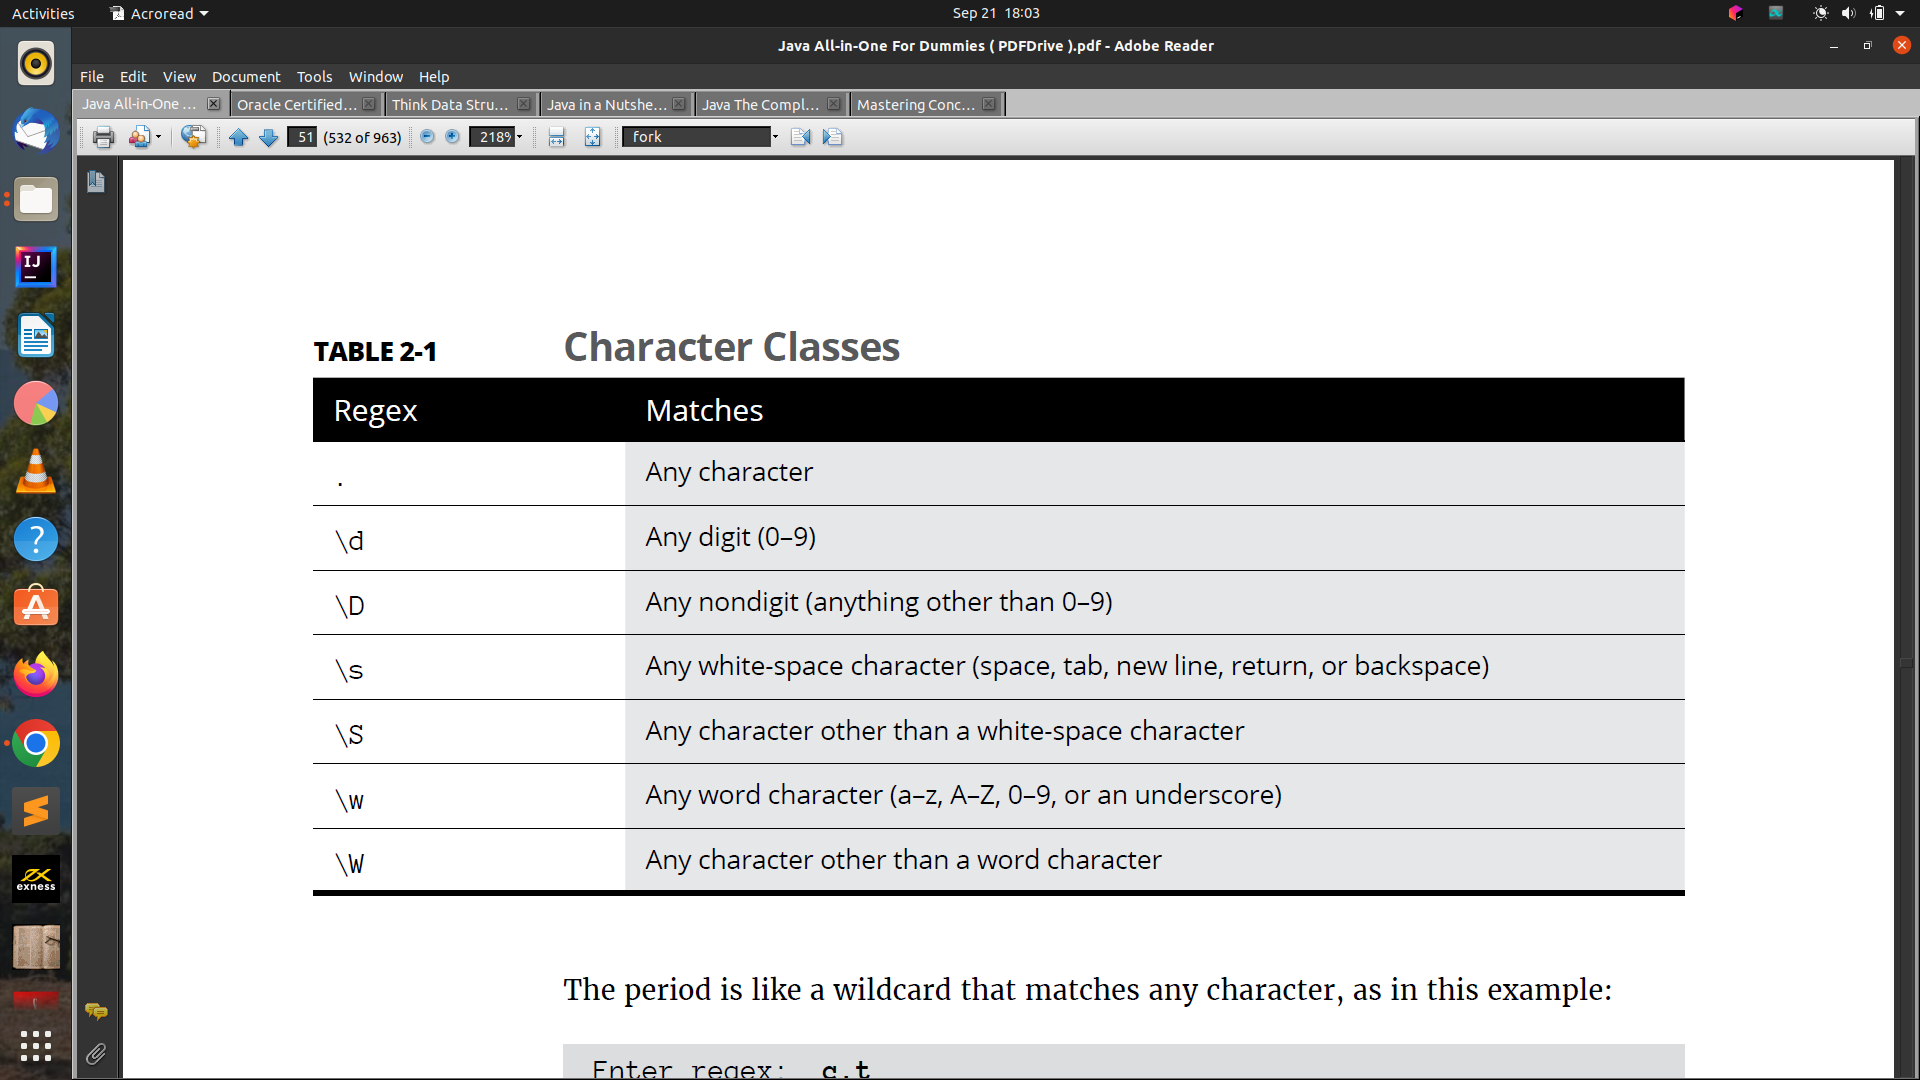 Activities Acroread Sep 21 18:03
Java All-in-One For Dummies ( PDFDrive ).pdf - Adobe Reader
File Edit View Document Tools Window Help
Java All-in-One ... Oracle Certified... Think Data Stru... Java in a Nutshe... Java The Compl... Mastering Conc...
51 (532 of 963) 218% fork
TABLE 2-1 Character Classes
Regex Matches
. Any character
\d Any digit (0–9)
\D Any nondigit (anything other than 0–9)
\s Any white-space character (space, tab, new line, return, or backspace)
\S Any character other than a white-space character
\w Any word character (a–z, A–Z, 0–9, or an underscore)
\W Any character other than a word character
The period is like a wildcard that matches any character, as in this example:
Enter regex: c.t
IJ
?
exness